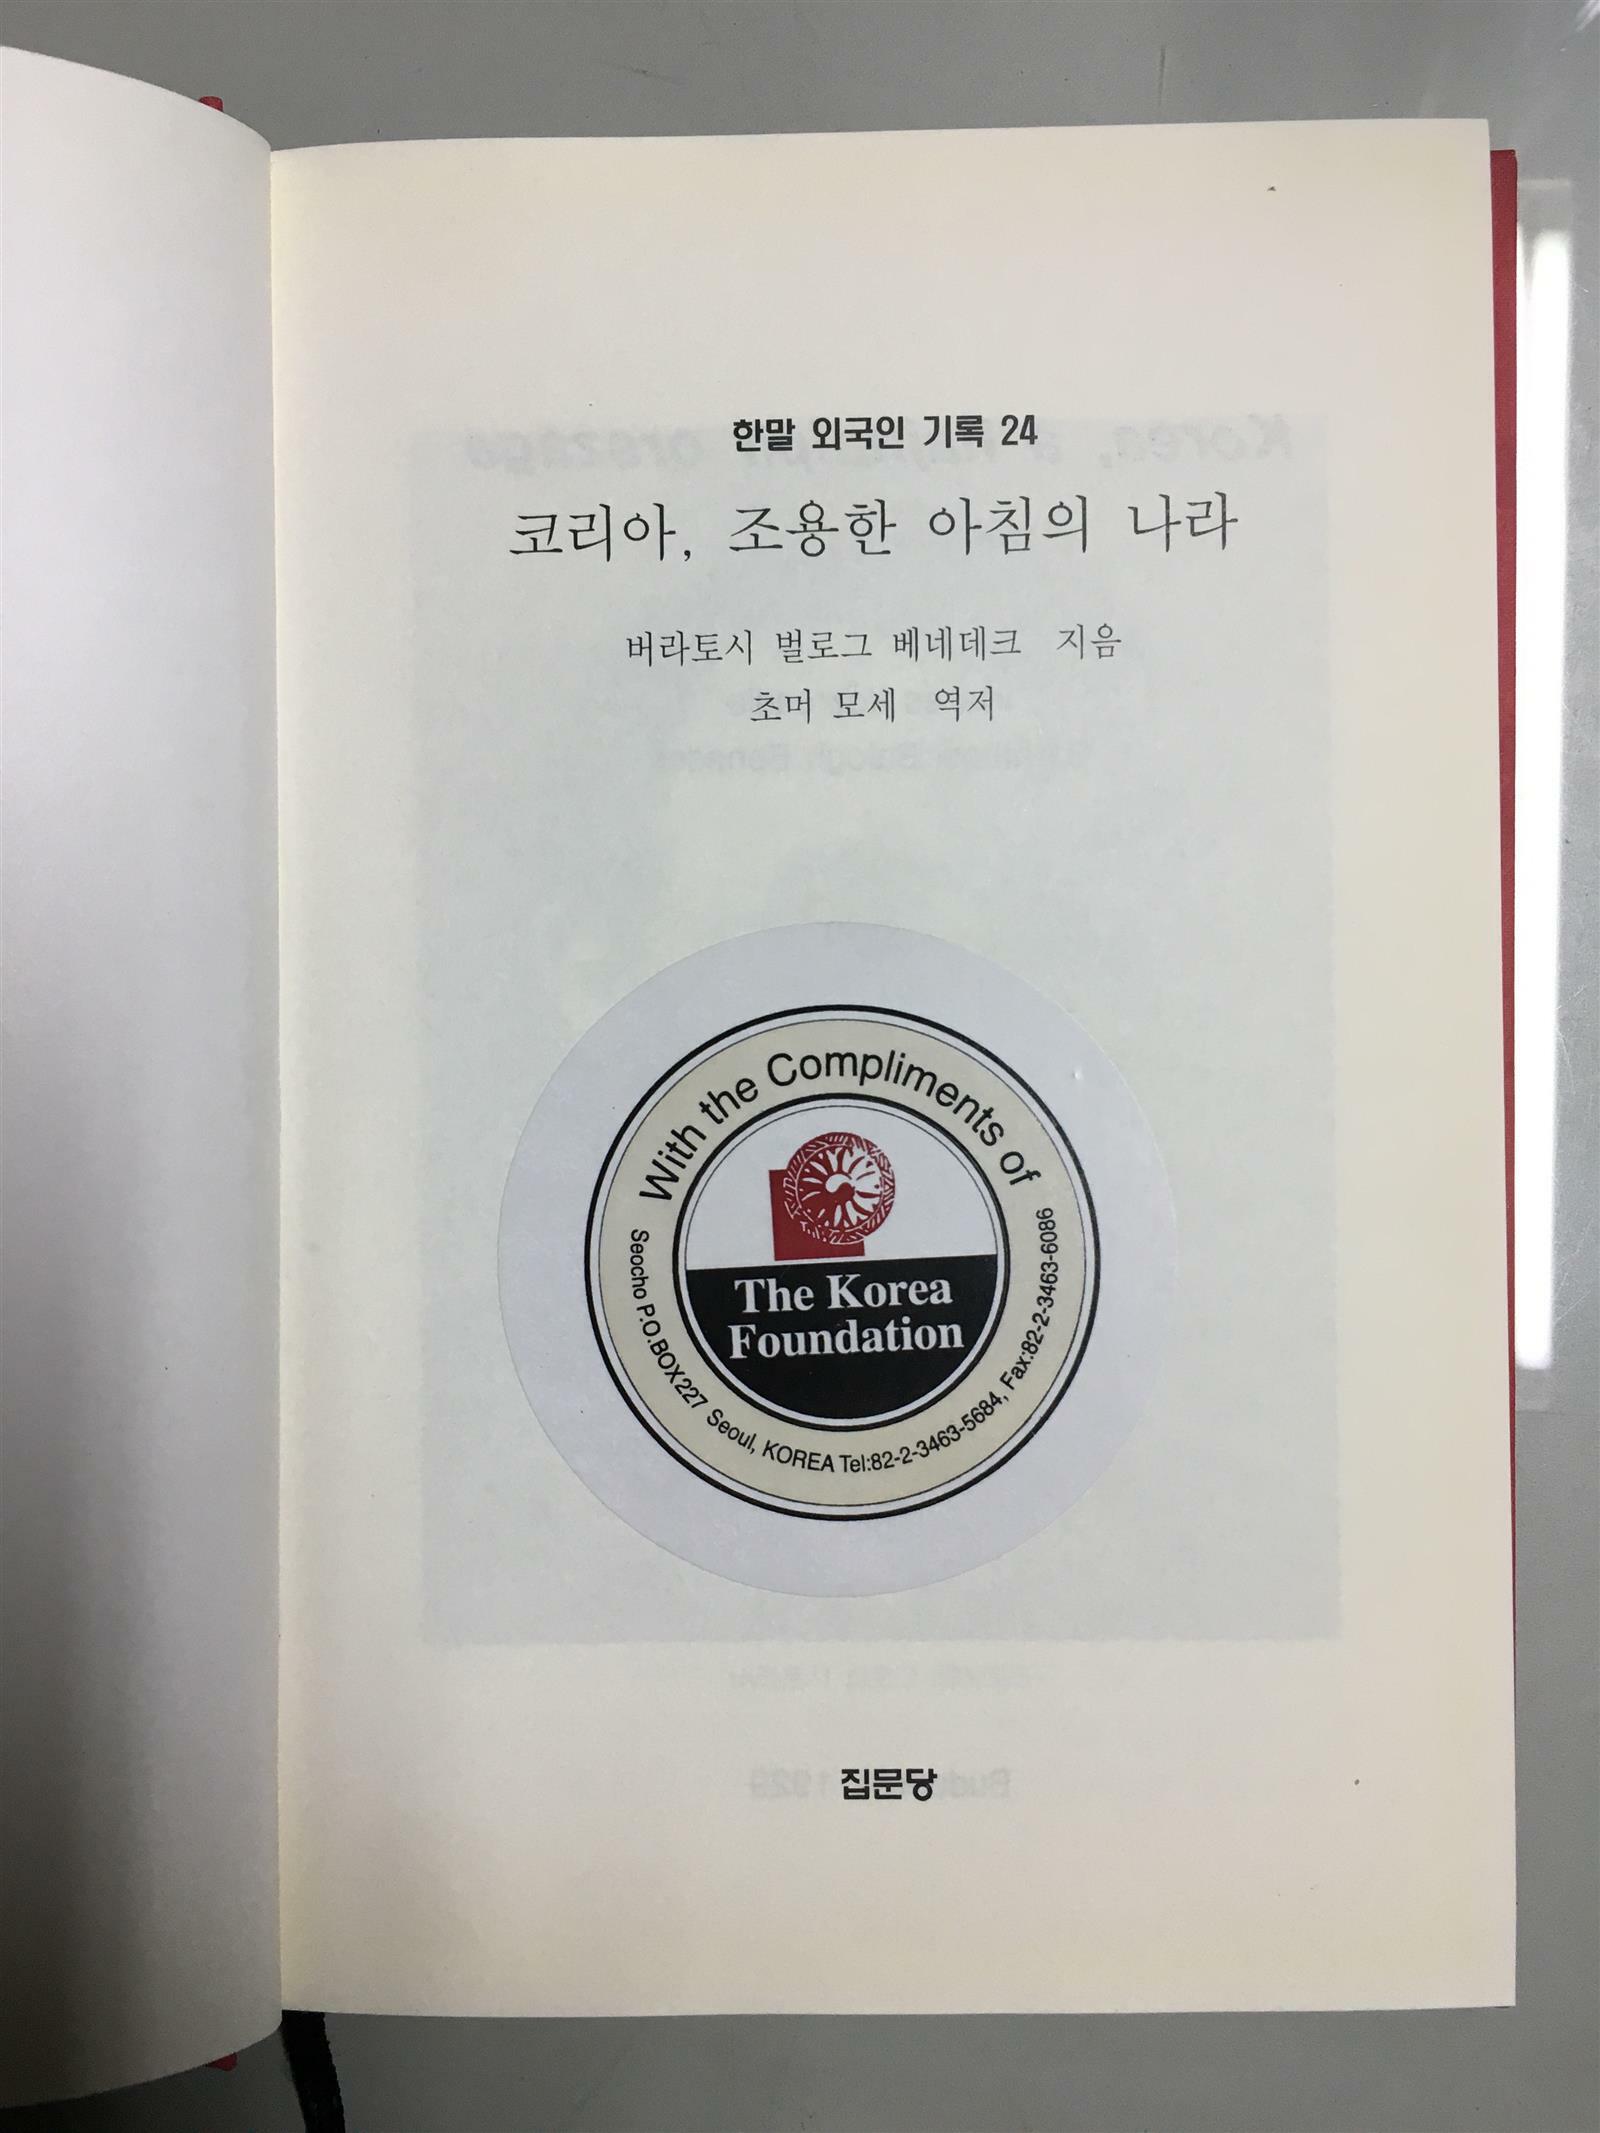 한말 외국인 기록 24
코리아, 조용한 아침의 나라
버라토시 벌로그 베네데크 지음
초머 모세 역저
With the Compliments of
The Korea
Foundation
Seocho P.O.BOX227 Seoul, KOREA Tel:82-2-3463-5684, Fax:82-2-3463-6086
집문당